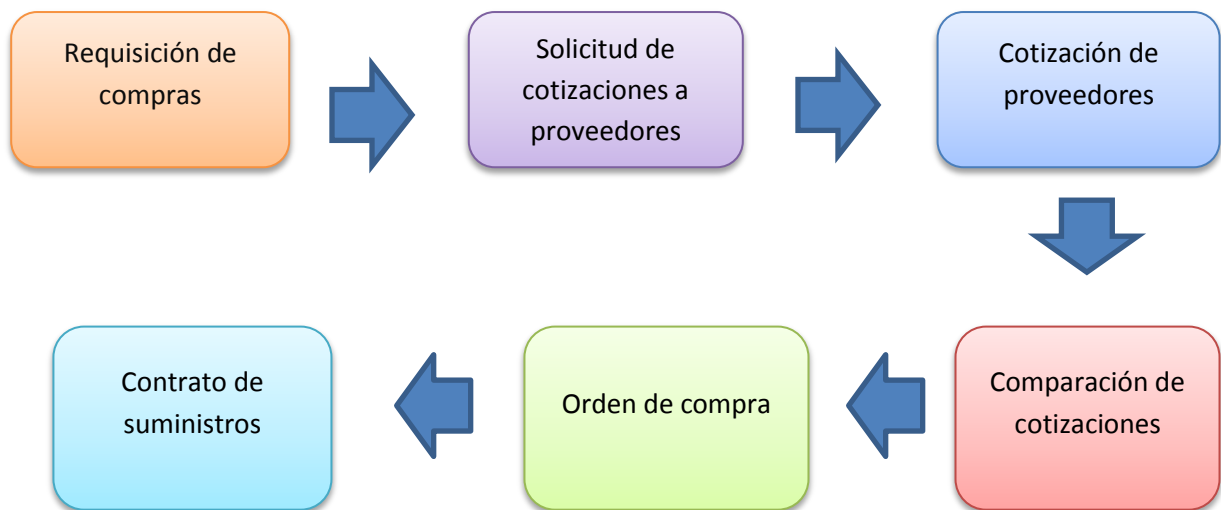 Requisición de
compras
Solicitud de
cotizaciones a
proveedores
Cotización de
proveedores
Comparación de
cotizaciones
Orden de compra
Contrato de
suministros